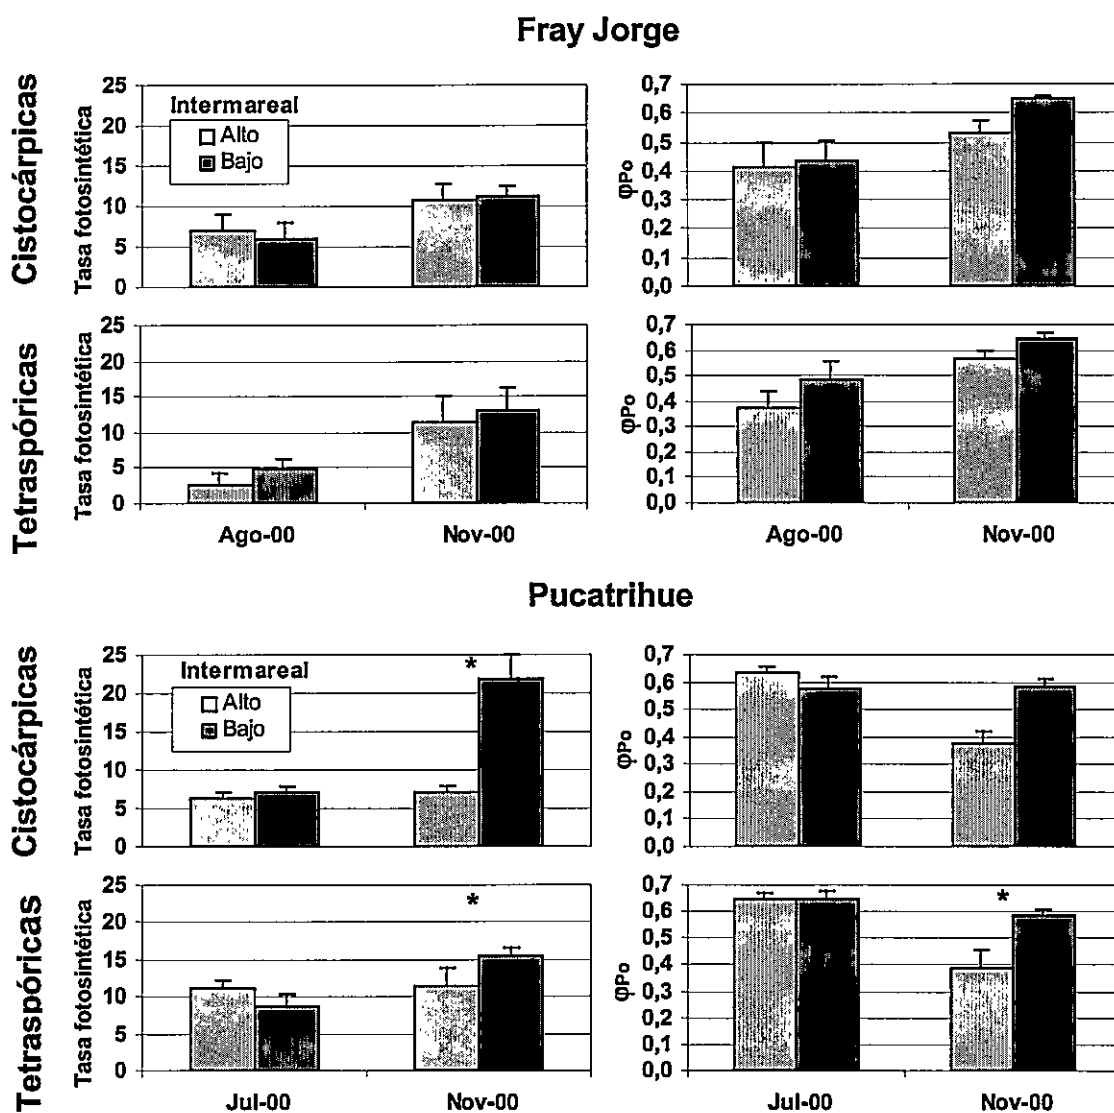 Fray Jorge
Cistocárpicas
Tasa fotosintética
25
20
15
10
5
0
Intermareal
Alto
Bajo
φPo
0,7
0,6
0,5
0,4
0,3
0,2
0,1
0,0
Tetraspóricas
Tasa fotosintética
25
20
15
10
5
0
Ago-00
Nov-00
φPo
0,7
0,6
0,5
0,4
0,3
0,2
0,1
0,0
Ago-00
Nov-00
Pucatrihue
Cistocárpicas
Tasa fotosintética
25
20
15
10
5
0
Intermareal
Alto
Bajo
*
φPo
0,7
0,6
0,5
0,4
0,3
0,2
0,1
0,0
Tetraspóricas
Tasa fotosintética
25
20
15
10
5
0
*
Jul-00
Nov-00
φPo
0,7
0,6
0,5
0,4
0,3
0,2
0,1
0,0
*
Jul-00
Nov-00